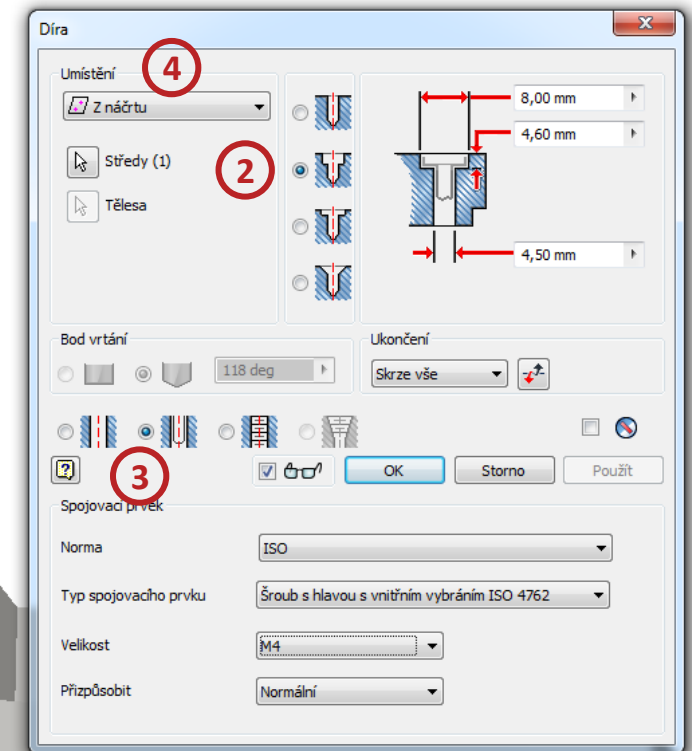 Díra
Umístění
4
Z náčrtu
Středy (1)
2
Tělesa
8,00 mm
4,60 mm
4,50 mm
Bod vrtání
118 deg
Ukončení
Skrze vše
3
OK
Storno
Použít
Spojovací prvek
Norma
ISO
Typ spojovacího prvku
Šroub s hlavou s vnitřním vybráním ISO 4762
Velikost
M4
Přizpůsobit
Normální